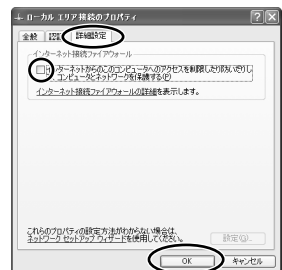 ローカル エリア接続のプロパティ
全般
認証
詳細設定
インターネット接続ファイアウォール
インターネットからのこのコンピュータへのアクセスを制限したり防いだりして、コンピュータとネットワークを保護する(P)
インターネット接続ファイアウォールの詳細を表示します。
これらのプロパティの設定方法がわからない場合は、
ネットワーク セットアップ ウィザードを使用してください。
設定(G)...
OK
キャンセル